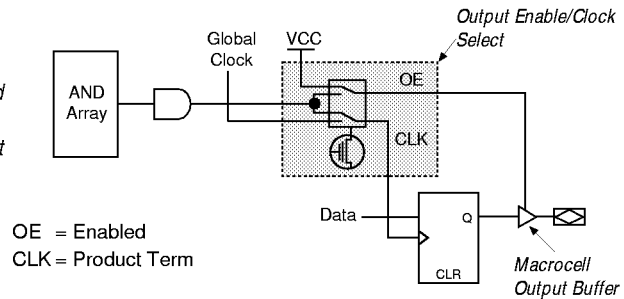 Output Enable/Clock
Select
Global
Clock
VCC
AND
Array
OE
CLK
Data
Q
CLR
OE = Enabled
CLK = Product Term
Macrocell
Output Buffer